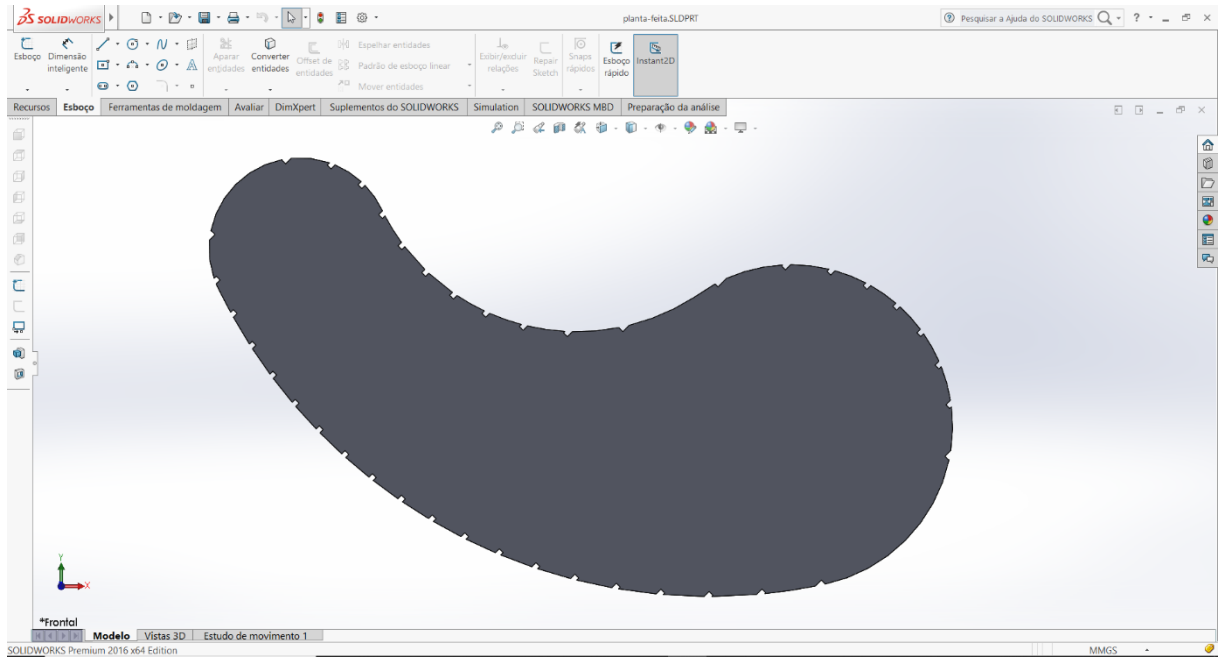 SOLIDWORKS
planta-feita.SLDPRT
Pesquisar a Ajuda do SOLIDWORKS
?
Esboço
Dimensão inteligente
Aparar entidades
Converter entidades
Offset de entidades
Espelhar entidades
Padrão de esboço linear
Mover entidades
Exibir/excluir relações
Repair Sketch
Snaps rápidos
Esboço rápido
Instant2D
Recursos
Esboço
Ferramentas de moldagem
Avaliar
DimXpert
Suplementos do SOLIDWORKS
Simulation
SOLIDWORKS MBD
Preparação da análise
Y
X
*Frontal
Modelo
Vistas 3D
Estudo de movimento 1
SOLIDWORKS Premium 2016 x64 Edition
MMGS